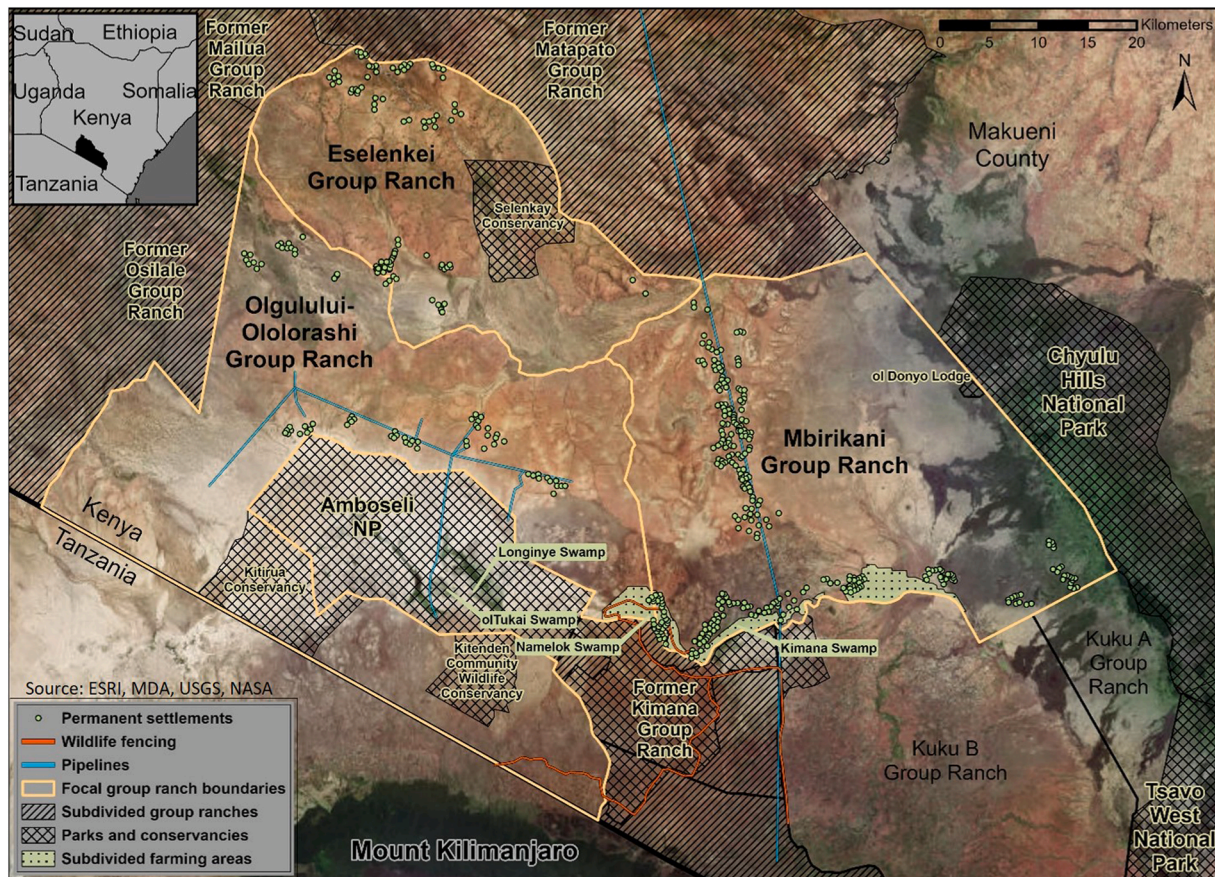 Sudan
Ethiopia
Uganda
Somalia
Kenya
Tanzania
Former
Mailua
Group
Ranch
Former
Matapato
Group
Ranch
Kilometers
0 5 10 20
N
Makueni
County
Eselenkei
Group Ranch
Selenkay
Conservancy
Former
Osilale
Group
Ranch
Olgulului-
Ololorashi
Group Ranch
Chyulu
Hills
National
Park
ol Donyo Lodge
Mbirikani
Group Ranch
Amboseli
NP
Kenya
Tanzania
Longinye Swamp
Kitirua
Conservancy
olTukai Swamp
Namelok Swamp
Kimana Swamp
Kitenden
Community
Wildlife
Conservancy
Former
Kimana
Group
Ranch
Kuku A
Group
Ranch
Kuku B
Group Ranch
Tsavo
West
National
Park
Mount Kilimanjaro
Source: ESRI, MDA, USGS, NASA
Permanent settlements
Wildlife fencing
Pipelines
Focal group ranch boundaries
Subdivided group ranches
Parks and conservancies
Subdivided farming areas